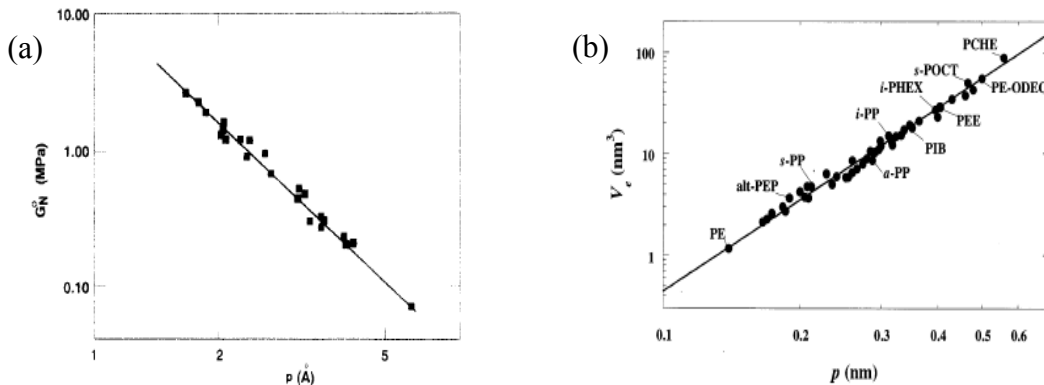 (a)
10.00
1.00
0.10
G°N (MPa)
1
2
5
p (Å)
(b)
100
10
1
Ve (nm³)
PCHE
s-POCT
PE-ODEC
i-PHEX
PEE
i-PP
PIB
s-PP
a-PP
alt-PEP
PE
0.1
0.2
0.3
0.4
0.5
0.6
p (nm)